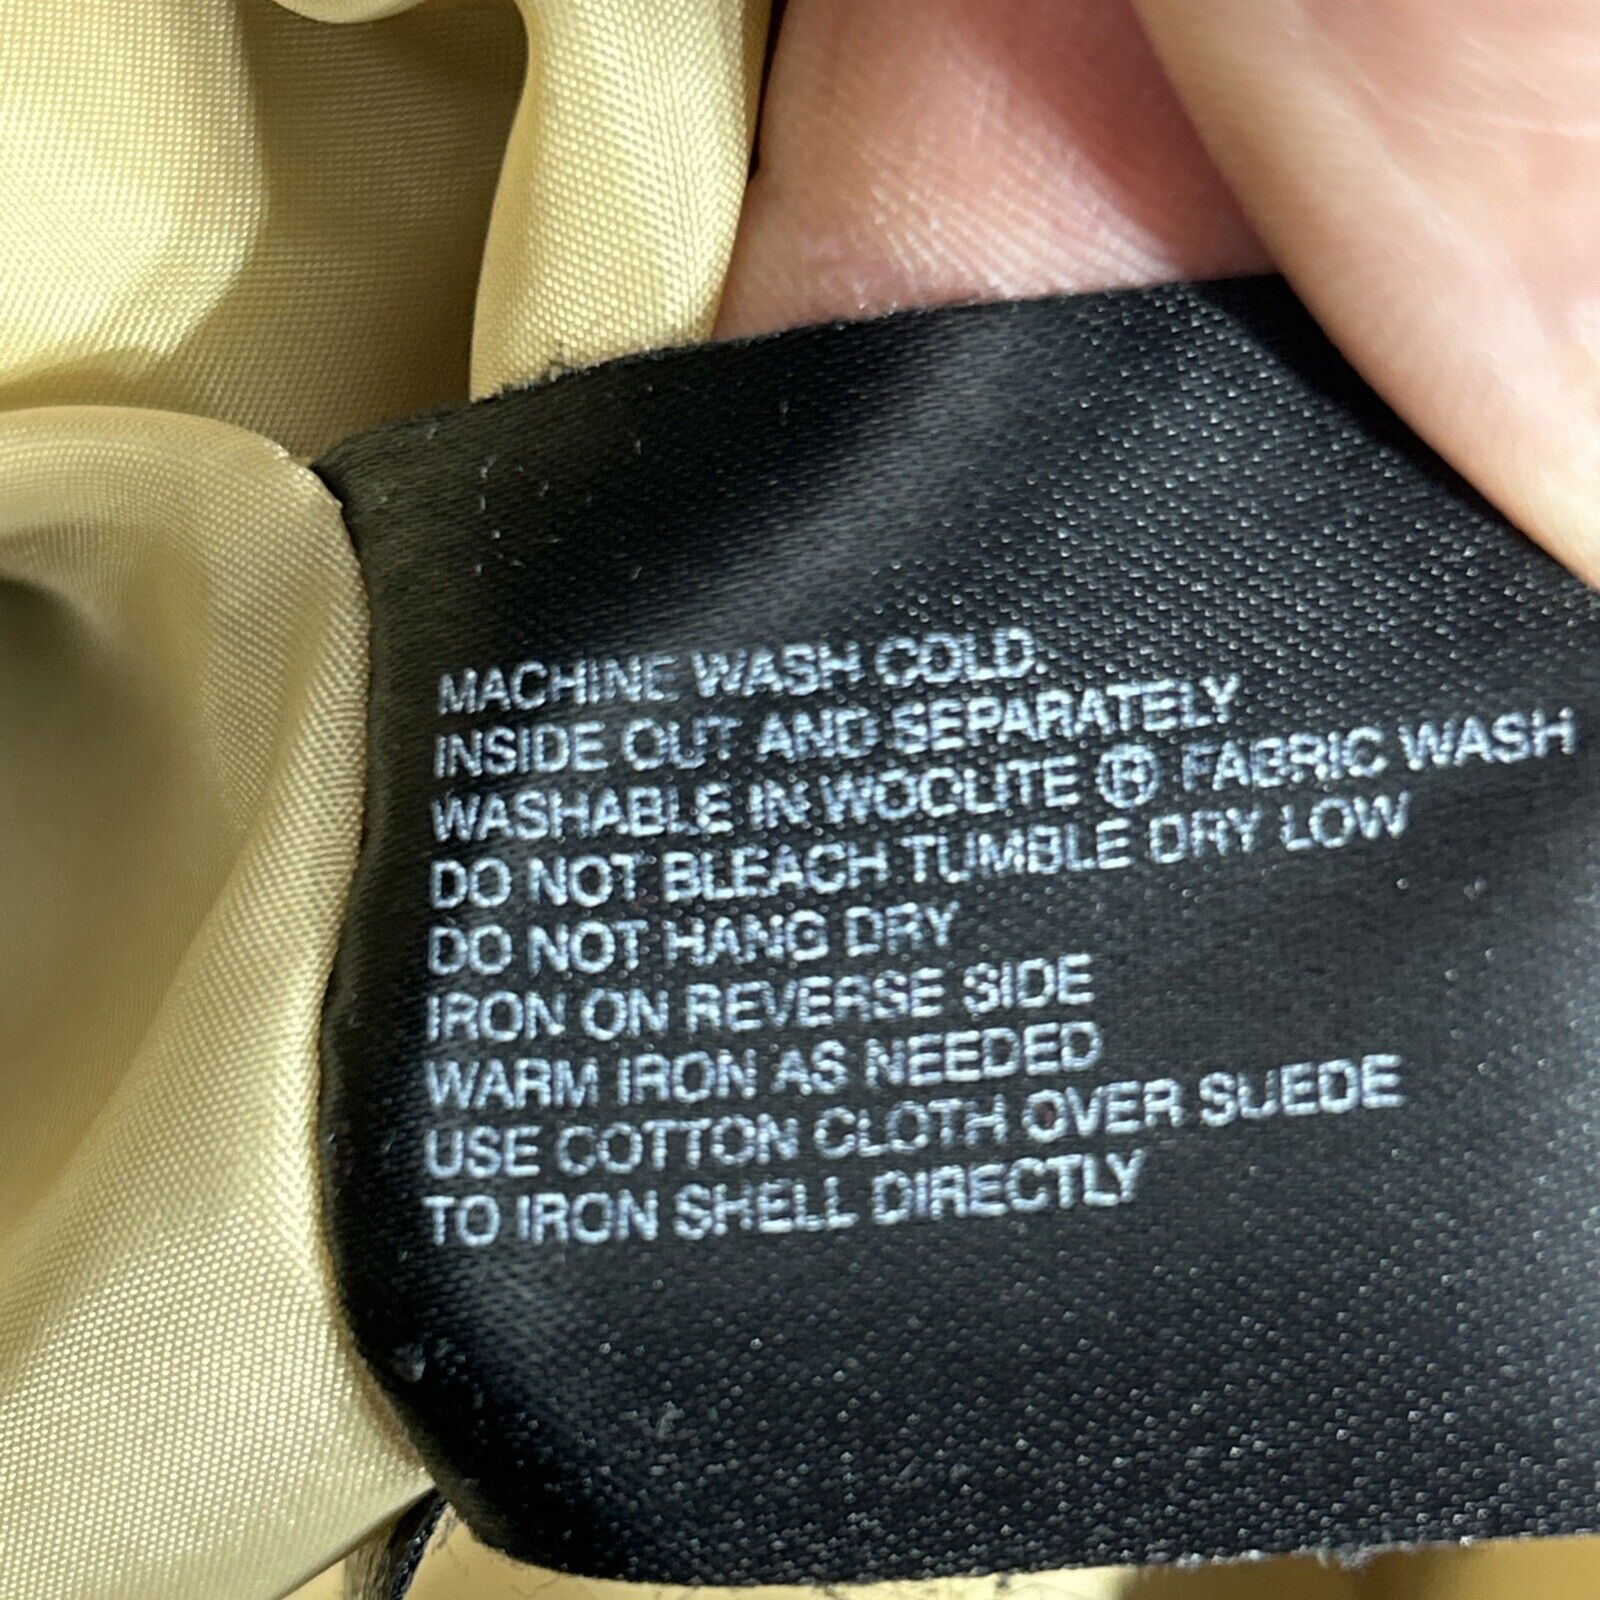 MACHINE WASH COLD.
INSIDE OUT AND SEPARATELY
WASHABLE IN WOOLITE ® FABRIC WASH
DO NOT BLEACH TUMBLE DRY LOW
DO NOT HANG DRY
IRON ON REVERSE SIDE
WARM IRON AS NEEDED
USE COTTON CLOTH OVER SUEDE
TO IRON SHELL DIRECTLY